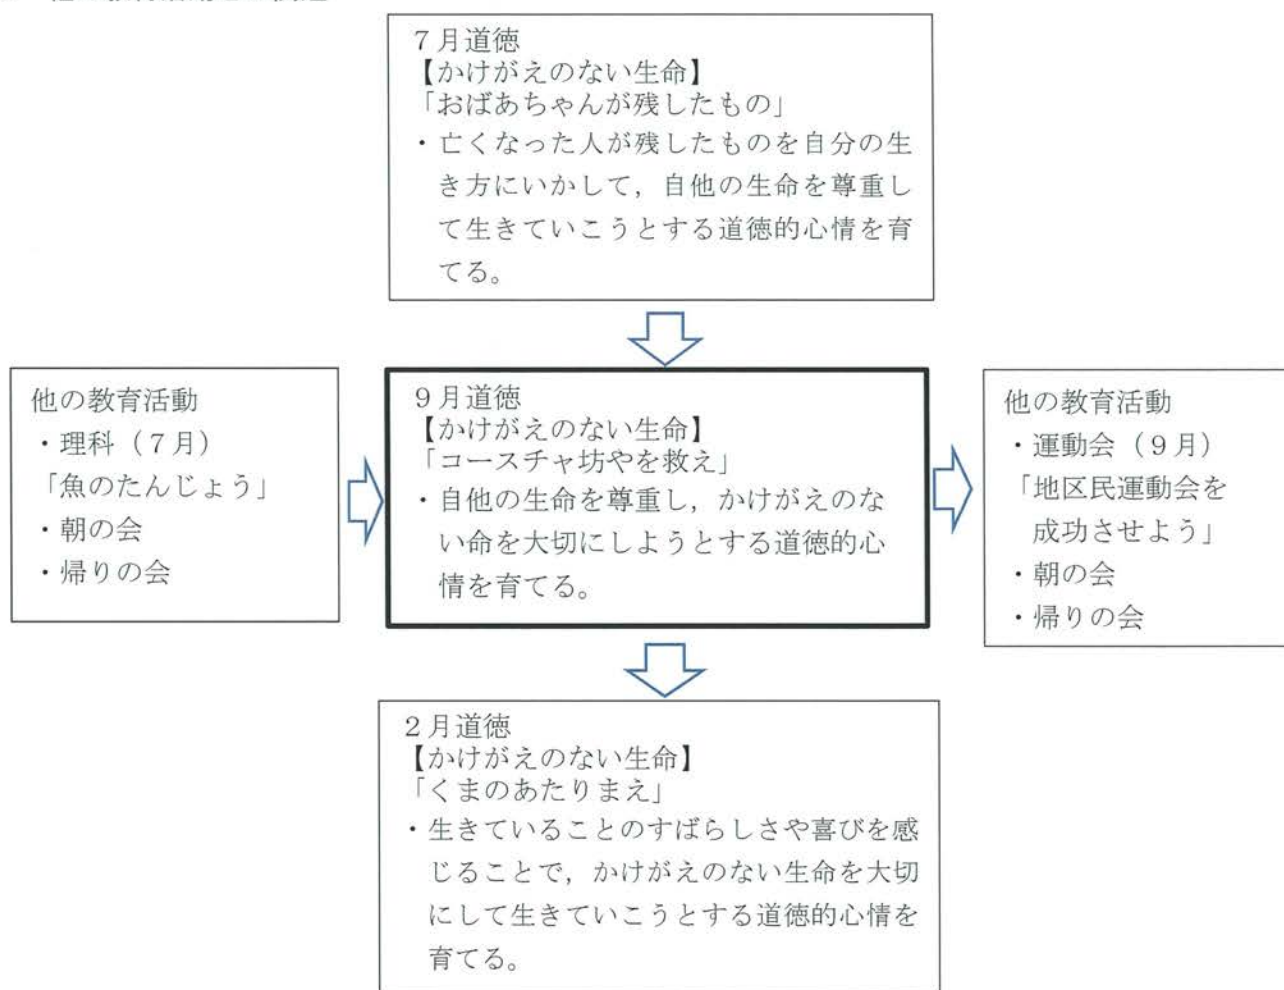 ７月道徳
【かけがえのない生命】
「おばあちゃんが残したもの」
・亡くなった人が残したものを自分の生
き方にいかして，自他の生命を尊重し
て生きていこうとする道徳的心情を育
てる。
他の教育活動
・理科（７月）
「魚のたんじょう」
・朝の会
・帰りの会
９月道徳
【かけがえのない生命】
「コースチャ坊やを救え」
・自他の生命を尊重し，かけがえのな
い命を大切にしようとする道徳的心
情を育てる。
他の教育活動
・運動会（９月）
「地区民運動会を
成功させよう」
・朝の会
・帰りの会
２月道徳
【かけがえのない生命】
「くまのあたりまえ」
・生きていることのすばらしさや喜びを感
じることで，かけがえのない生命を大切
にして生きていこうとする道徳的心情を
育てる。